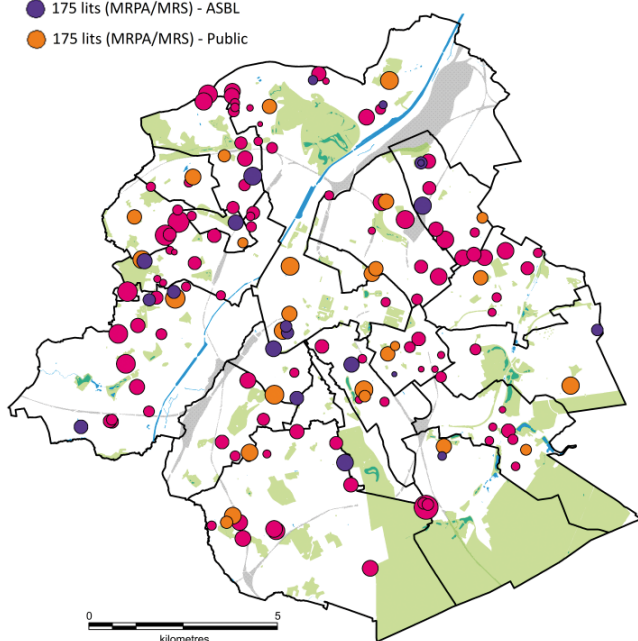 175 lits (MRPA/MRS) - ASBL
175 lits (MRPA/MRS) - Public
0 5
kilometres